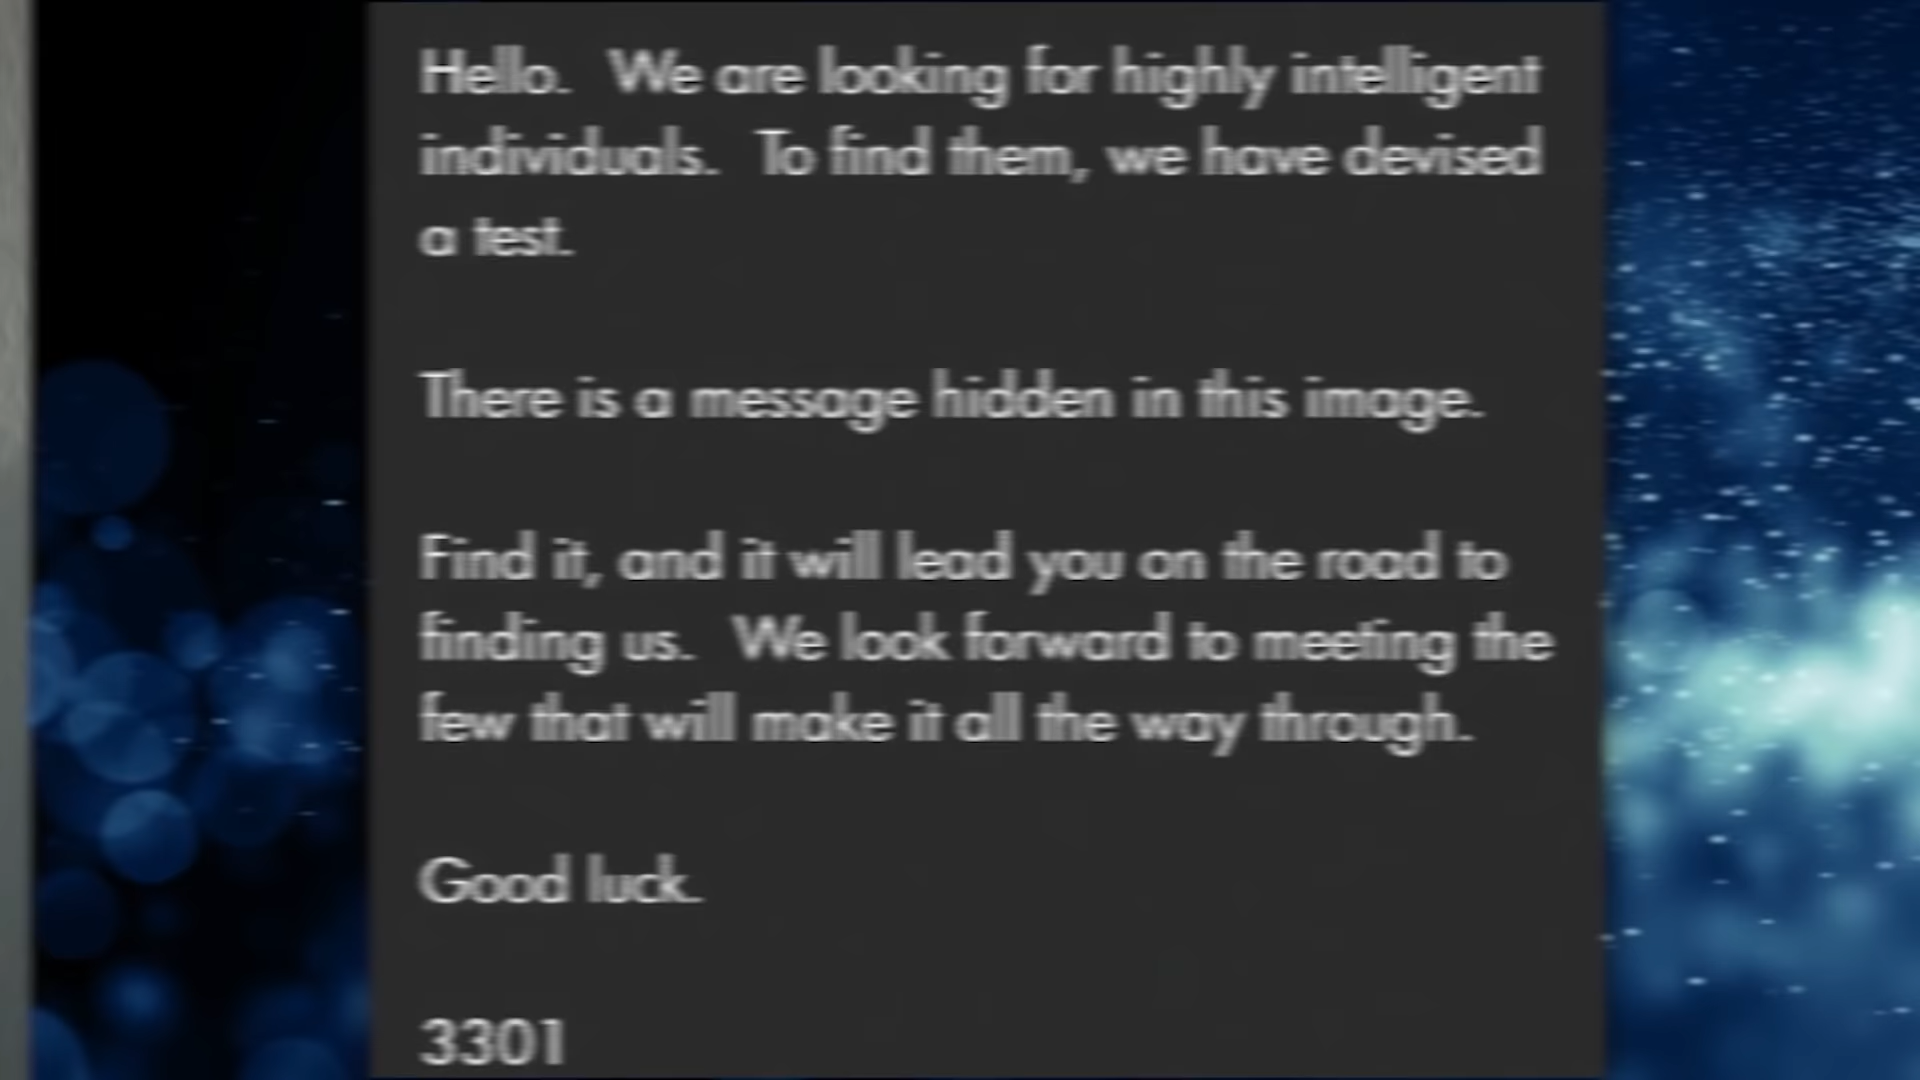 Hello.  We are looking for highly intelligent
individuals.  To find them, we have devised
a test.
There is a message hidden in this image.
Find it, and it will lead you on the road to
finding us.  We look forward to meeting the
few that will make it all the way through.
Good luck.
3301